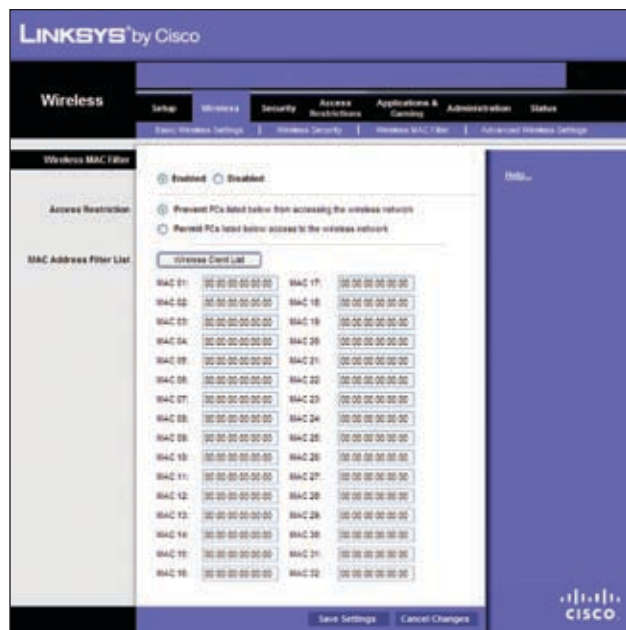 LINKSYS® by Cisco
Wireless
Setup Wireless Security Access Restrictions Applications & Gaming Administration Status
Basic Wireless Settings | Wireless Security | Wireless MAC Filter | Advanced Wireless Settings
Wireless MAC Filter
Enabled Disabled
Help...
Access Restriction
Prevent PCs listed below from accessing the wireless network
Permit PCs listed below access to the wireless network
MAC Address Filter List
Wireless Client List
MAC 01: 00:00:00:00:00:00 MAC 17: 00:00:00:00:00:00
MAC 02: 00:00:00:00:00:00 MAC 18: 00:00:00:00:00:00
MAC 03: 00:00:00:00:00:00 MAC 19: 00:00:00:00:00:00
MAC 04: 00:00:00:00:00:00 MAC 20: 00:00:00:00:00:00
MAC 05: 00:00:00:00:00:00 MAC 21: 00:00:00:00:00:00
MAC 06: 00:00:00:00:00:00 MAC 22: 00:00:00:00:00:00
MAC 07: 00:00:00:00:00:00 MAC 23: 00:00:00:00:00:00
MAC 08: 00:00:00:00:00:00 MAC 24: 00:00:00:00:00:00
MAC 09: 00:00:00:00:00:00 MAC 25: 00:00:00:00:00:00
MAC 10: 00:00:00:00:00:00 MAC 26: 00:00:00:00:00:00
MAC 11: 00:00:00:00:00:00 MAC 27: 00:00:00:00:00:00
MAC 12: 00:00:00:00:00:00 MAC 28: 00:00:00:00:00:00
MAC 13: 00:00:00:00:00:00 MAC 29: 00:00:00:00:00:00
MAC 14: 00:00:00:00:00:00 MAC 30: 00:00:00:00:00:00
MAC 15: 00:00:00:00:00:00 MAC 31: 00:00:00:00:00:00
MAC 16: 00:00:00:00:00:00 MAC 32: 00:00:00:00:00:00
Save Settings Cancel Changes
CISCO